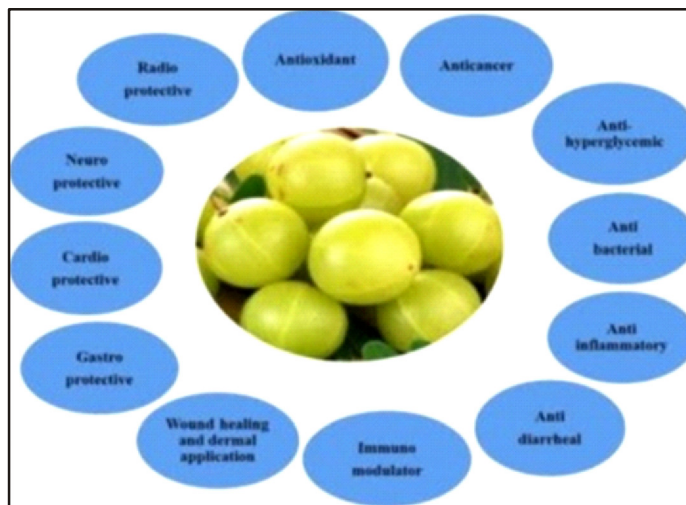 Antioxidant
Anticancer
Anti-
hyperglycemic
Anti
bacterial
Anti
inflammatory
Anti
diarrheal
Immuno
modulator
Wound healing
and dermal
application
Gastro
protective
Cardio
protective
Neuro
protective
Radio
protective